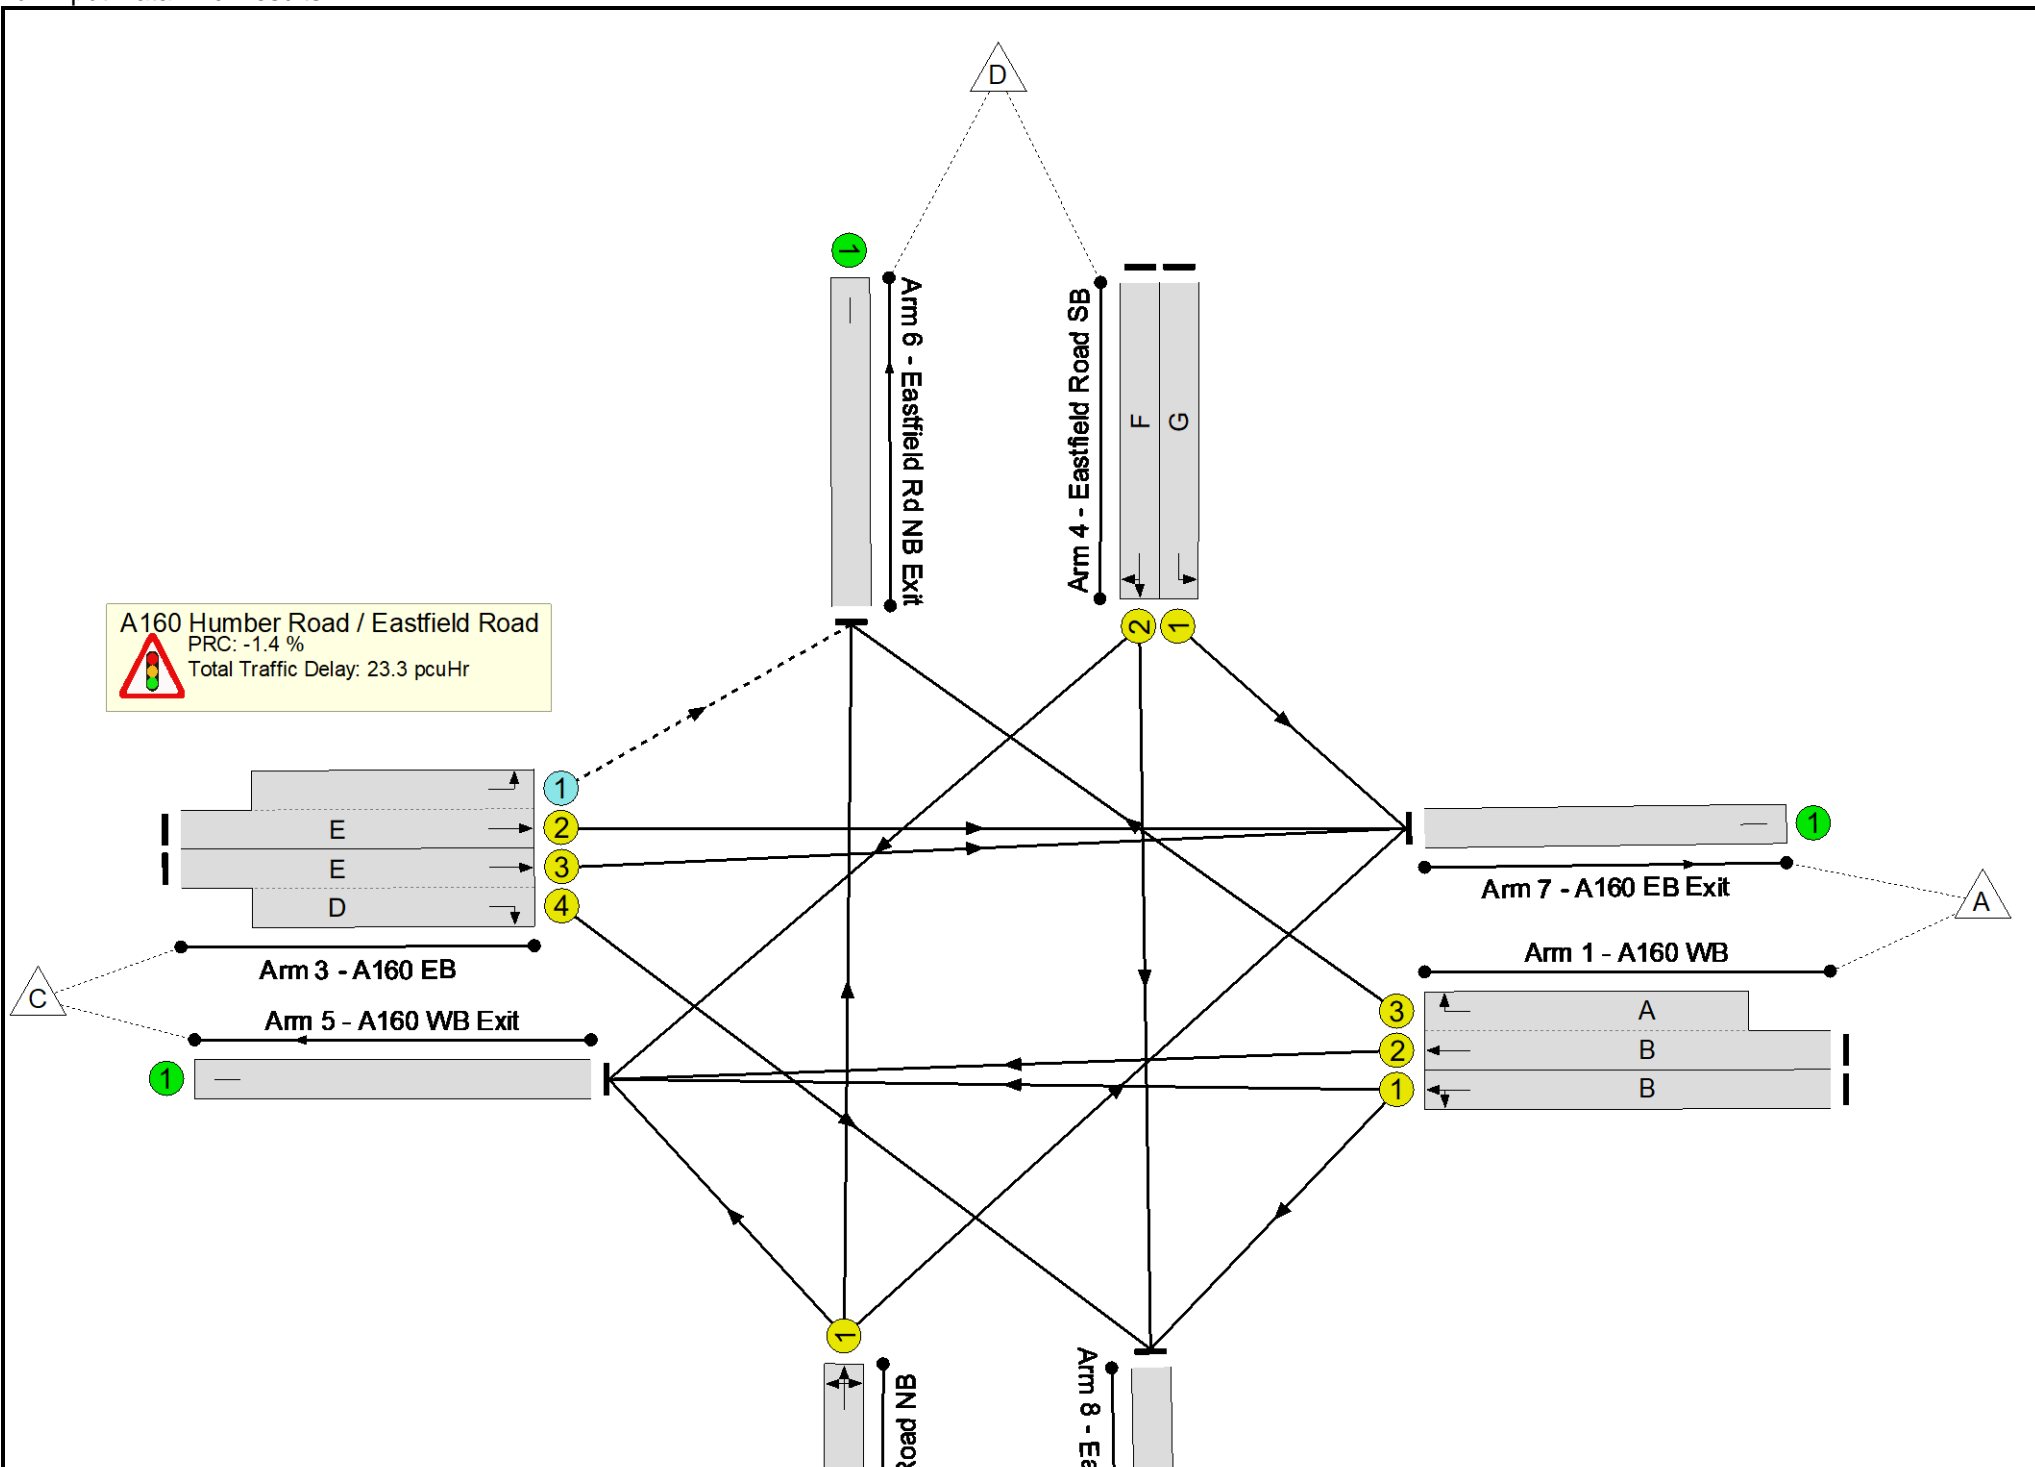 D
1
Arm 6 - Eastfield Rd NB Exit
Arm 4 - Eastfield Road SB
F
G
2
1
A160 Humber Road / Eastfield Road
PRC: -1.4 %
Total Traffic Delay: 23.3 pcuHr
1
E
2
E
3
D
4
Arm 3 - A160 EB
C
Arm 5 - A160 WB Exit
1
1
Arm 7 - A160 EB Exit
A
Arm 1 - A160 WB
3
A
2
B
1
B
1
Road NB
Arm 8 - Ea